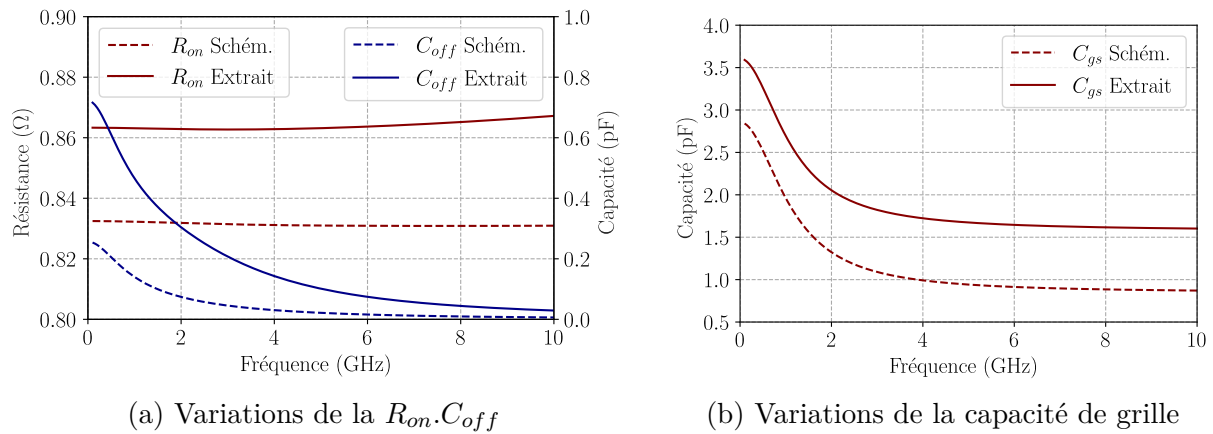 0.90
0.88
0.86
0.84
0.82
0.80
Résistance (Ω)
R_on Schém.
R_on Extrait
C_off Schém.
C_off Extrait
1.0
0.8
0.6
0.4
0.2
0.0
Capacité (pF)
0 2 4 6 8 10
Fréquence (GHz)
(a) Variations de la R_on.C_off
4.0
3.5
3.0
2.5
2.0
1.5
1.0
0.5
Capacité (pF)
C_gs Schém.
C_gs Extrait
0 2 4 6 8 10
Fréquence (GHz)
(b) Variations de la capacité de grille